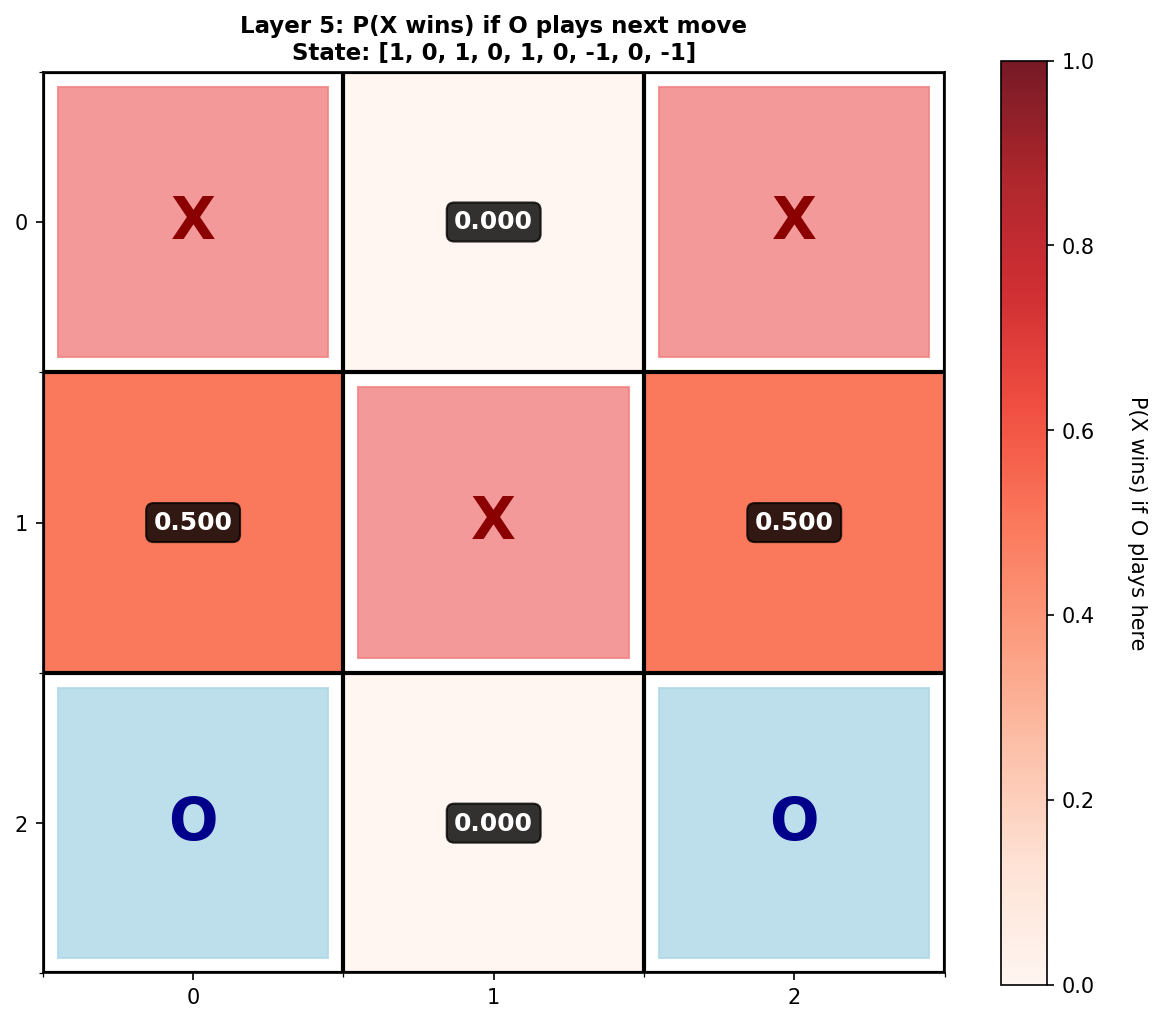 Layer 5: P(X wins) if O plays next move
State: [1, 0, 1, 0, 1, 0, -1, 0, -1]
X
0.000
X
0.500
X
0.500
O
0.000
O
0
1
2
0
1
2
1.0
0.8
0.6
0.4
0.2
0.0
P(X wins) if O plays here